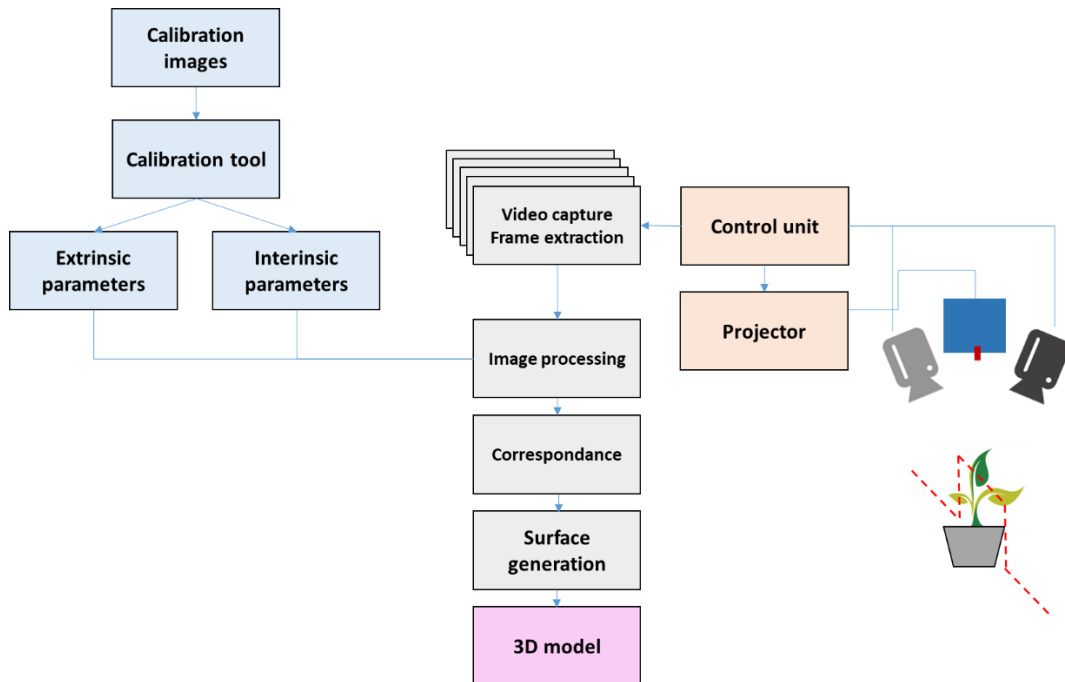 Calibration
images
Calibration tool
Extrinsic
parameters
Interinsic
parameters
Video capture
Frame extraction
Control unit
Projector
Image processing
Correspondance
Surface
generation
3D model